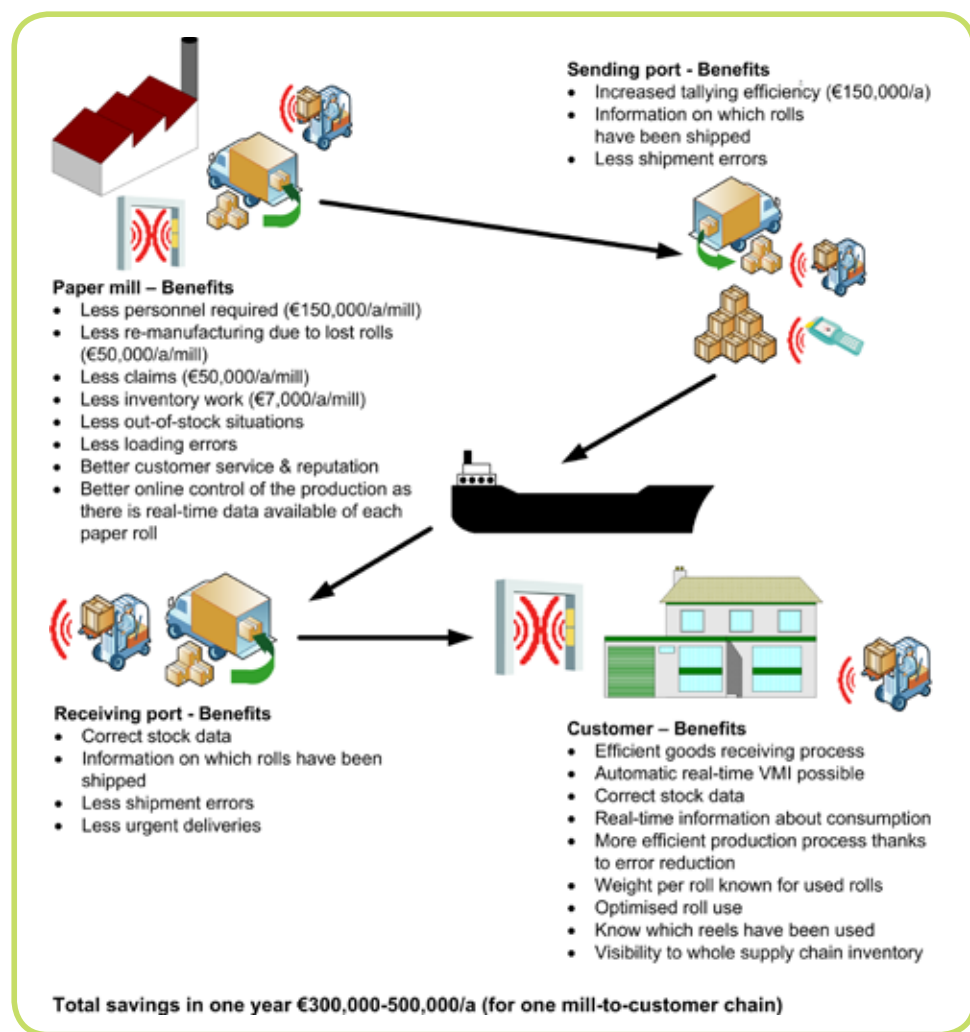 Sending port - Benefits
• Increased tallying efficiency (€150,000/a)
• Information on which rolls
have been shipped
• Less shipment errors
Paper mill – Benefits
• Less personnel required (€150,000/a/mill)
• Less re-manufacturing due to lost rolls
(€50,000/a/mill)
• Less claims (€50,000/a/mill)
• Less inventory work (€7,000/a/mill)
• Less out-of-stock situations
• Less loading errors
• Better customer service & reputation
• Better online control of the production as
there is real-time data available of each
paper roll
Receiving port - Benefits
• Correct stock data
• Information on which rolls have been
shipped
• Less shipment errors
• Less urgent deliveries
Customer – Benefits
• Efficient goods receiving process
• Automatic real-time VMI possible
• Correct stock data
• Real-time information about consumption
• More efficient production process thanks
to error reduction
• Weight per roll known for used rolls
• Optimised roll use
• Know which reels have been used
• Visibility to whole supply chain inventory
Total savings in one year €300,000-500,000/a (for one mill-to-customer chain)